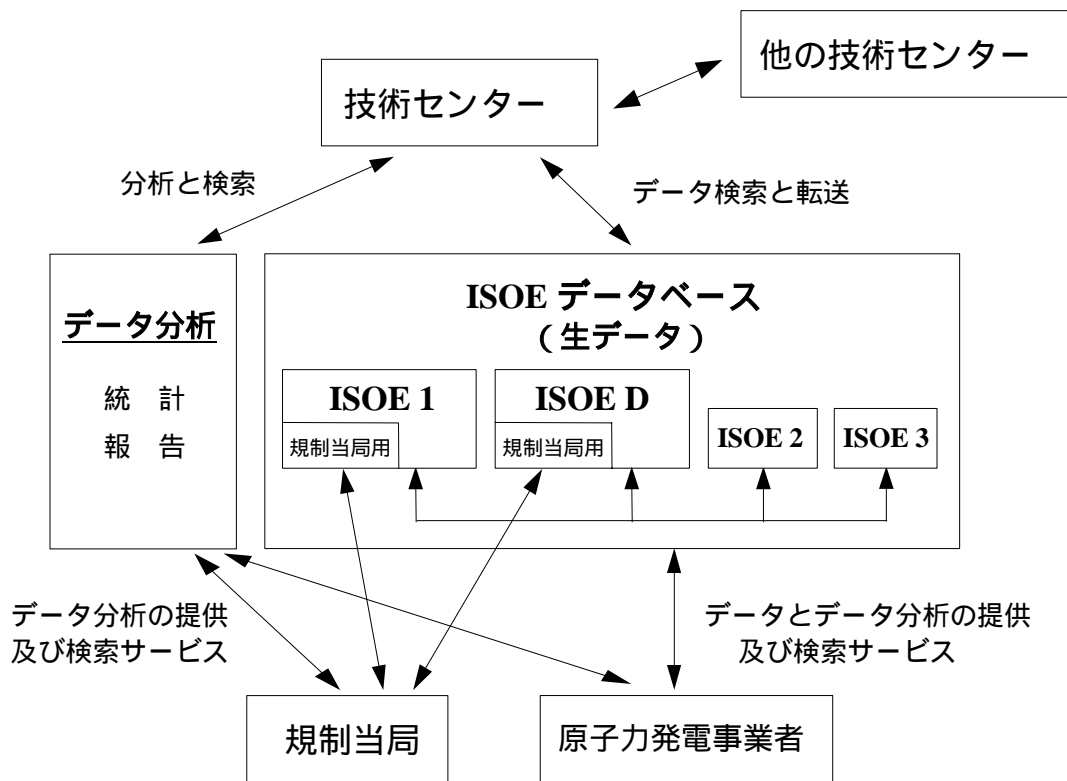 他の技術センター
技術センター
分析と検索
データ検索と転送
データ分析
統 計
報 告
ISOE データベース
（生データ）
ISOE 1
規制当局用
ISOE D
規制当局用
ISOE 2
ISOE 3
データ分析の提供
及び検索サービス
データとデータ分析の提供
及び検索サービス
規制当局
原子力発電事業者